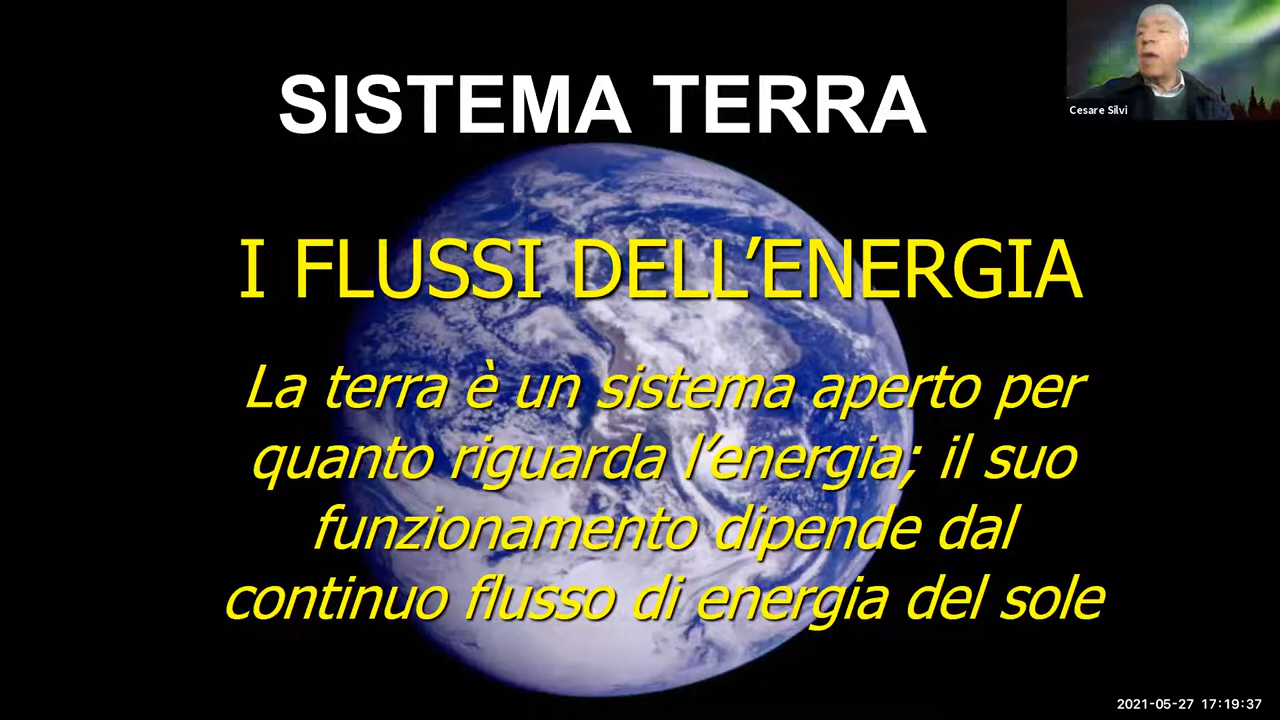 SISTEMA TERRA
Cesare Silvi
I FLUSSI DELL’ENERGIA
La terra è un sistema aperto per
quanto riguarda l’energia; il suo
funzionamento dipende dal
continuo flusso di energia del sole
2021-05-27 17:19:37